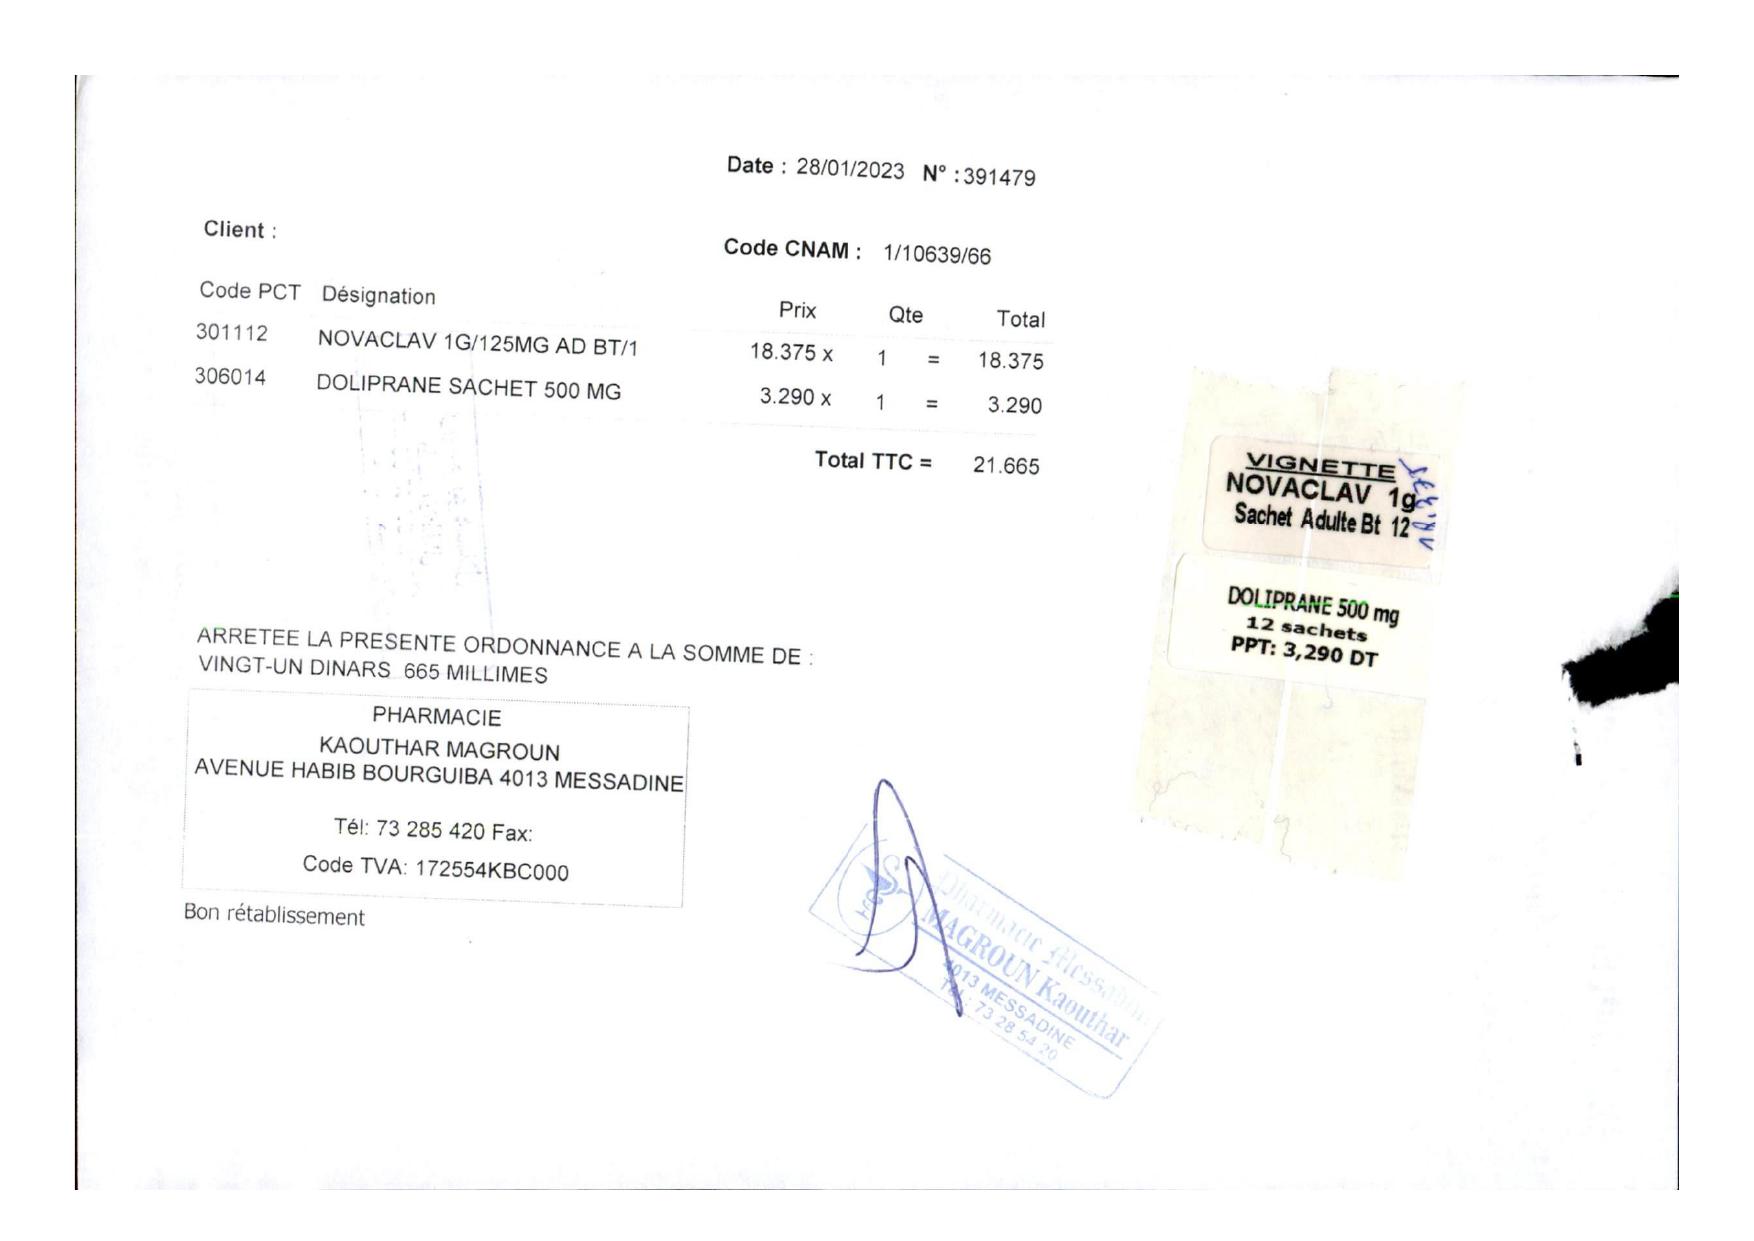 Date : 28/01/2023 N° : 391479
Client :
Code CNAM : 1/10639/66
Code PCT Désignation Prix Qte Total
301112 NOVACLAV 1G/125MG AD BT/1 18.375 x 1 = 18.375
306014 DOLIPRANE SACHET 500 MG 3.290 x 1 = 3.290
Total TTC = 21.665
VIGNETTE
NOVACLAV 1g
Sachet Adulte Bt 12
DOLIPRANE 500 mg
12 sachets
PPT: 3,290 DT
ARRETEE LA PRESENTE ORDONNANCE A LA SOMME DE :
VINGT-UN DINARS 665 MILLIMES
PHARMACIE
KAOUTHAR MAGROUN
AVENUE HABIB BOURGUIBA 4013 MESSADINE
Tél: 73 285 420 Fax:
Code TVA: 172554KBC000
Bon rétablissement
Pharmacie Messadine
MAGROUN Kaouthar
4013 MESSADINE
Tél : 73 28 54 20